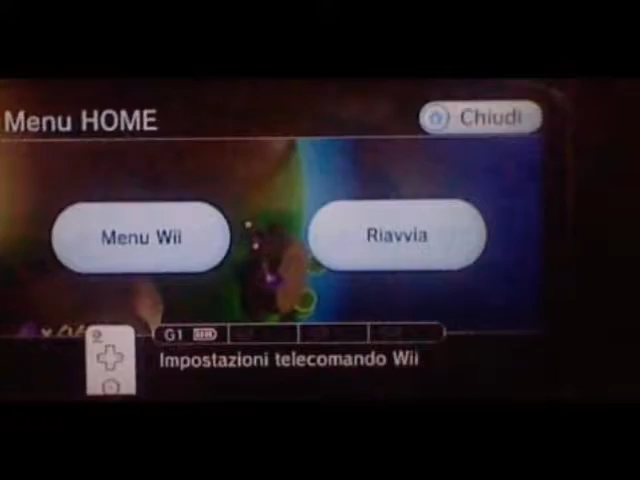 Menu HOME
Chiudi
Menu Wii
Riavvia
G1
Impostazioni telecomando Wii